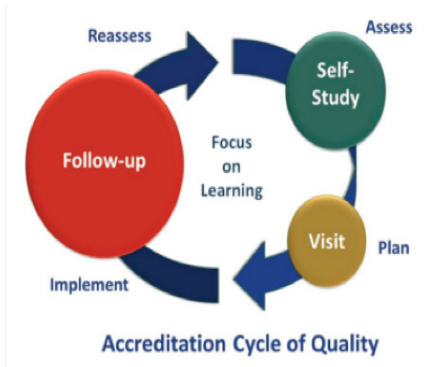 Reassess
Assess
Self-
Study
Follow-up
Focus
on
Learning
Visit
Plan
Implement
Accreditation Cycle of Quality